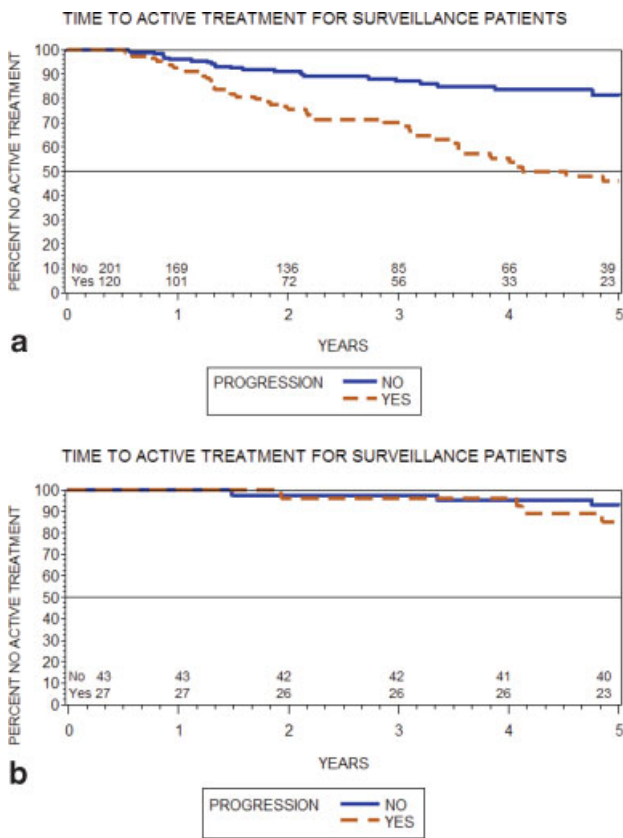 TIME TO ACTIVE TREATMENT FOR SURVEILLANCE PATIENTS
PERCENT NO ACTIVE TREATMENT
100
90
80
70
60
50
40
30
20
10
0
No 201 169 136 85 66 39
Yes 120 101 72 56 33 23
0 1 2 3 4 5
YEARS
a
PROGRESSION NO
YES
TIME TO ACTIVE TREATMENT FOR SURVEILLANCE PATIENTS
PERCENT NO ACTIVE TREATMENT
100
90
80
70
60
50
50
40
30
20
10
0
No 43 43 42 42 41 40
Yes 27 27 26 26 26 23
0 1 2 3 4 5
YEARS
b
PROGRESSION NO
YES